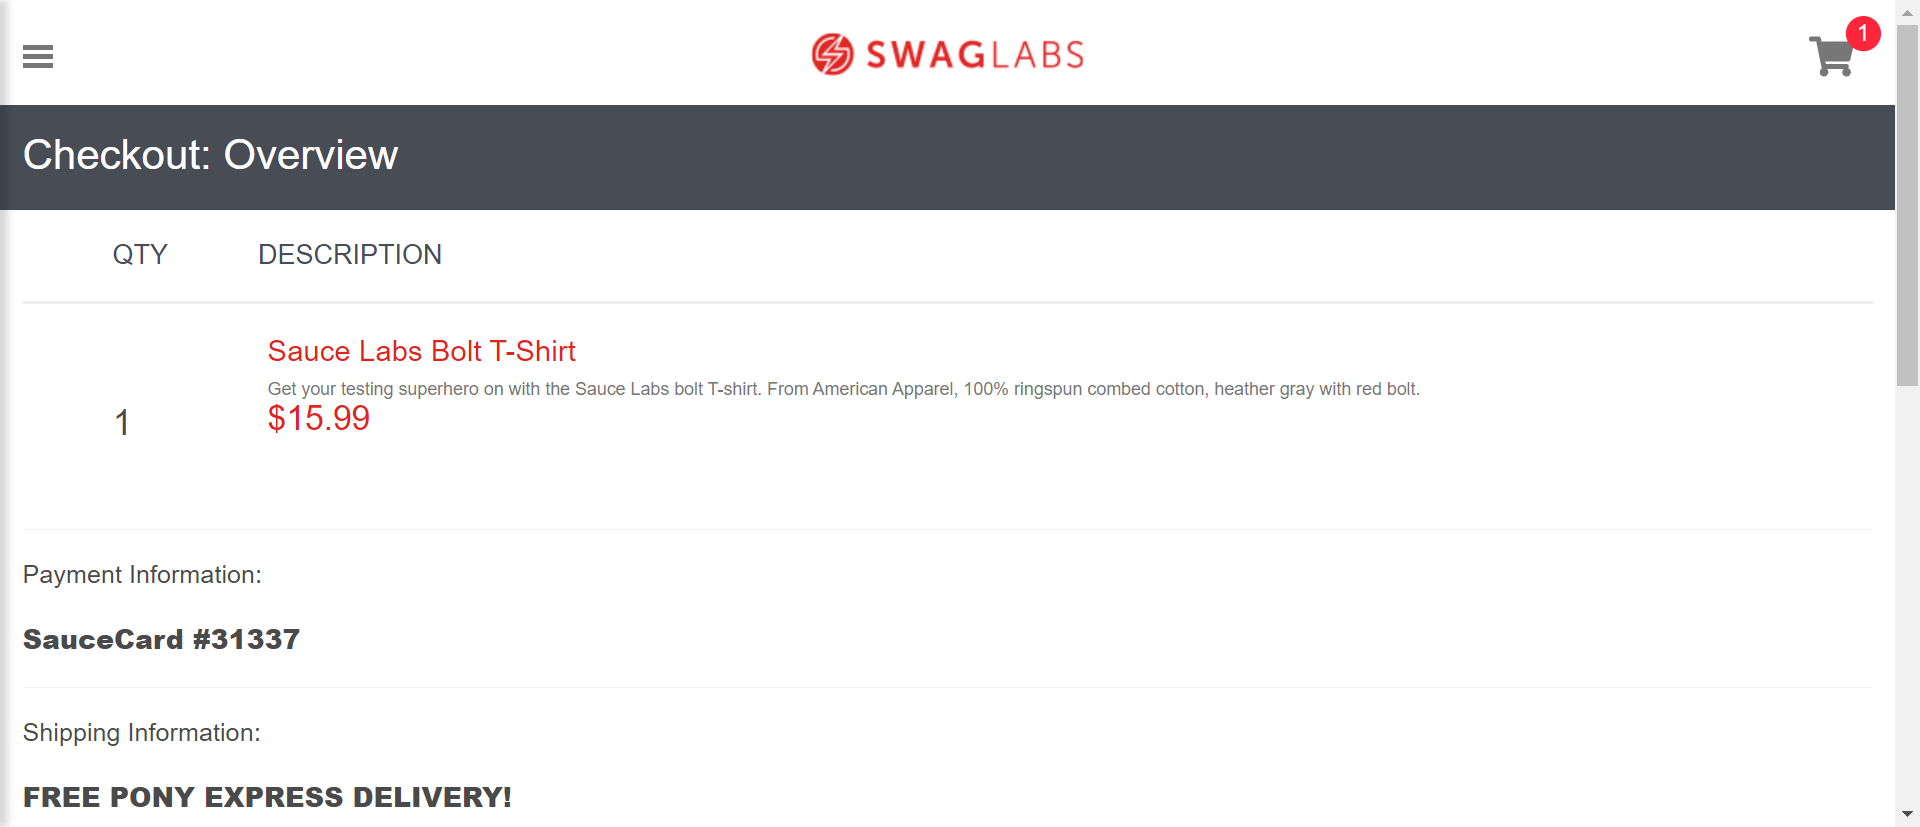 SWAGLABS
1
Checkout: Overview
QTY DESCRIPTION
Sauce Labs Bolt T-Shirt
Get your testing superhero on with the Sauce Labs bolt T-shirt. From American Apparel, 100% ringspun combed cotton, heather gray with red bolt.
1
$15.99
Payment Information:
SauceCard #31337
Shipping Information:
FREE PONY EXPRESS DELIVERY!